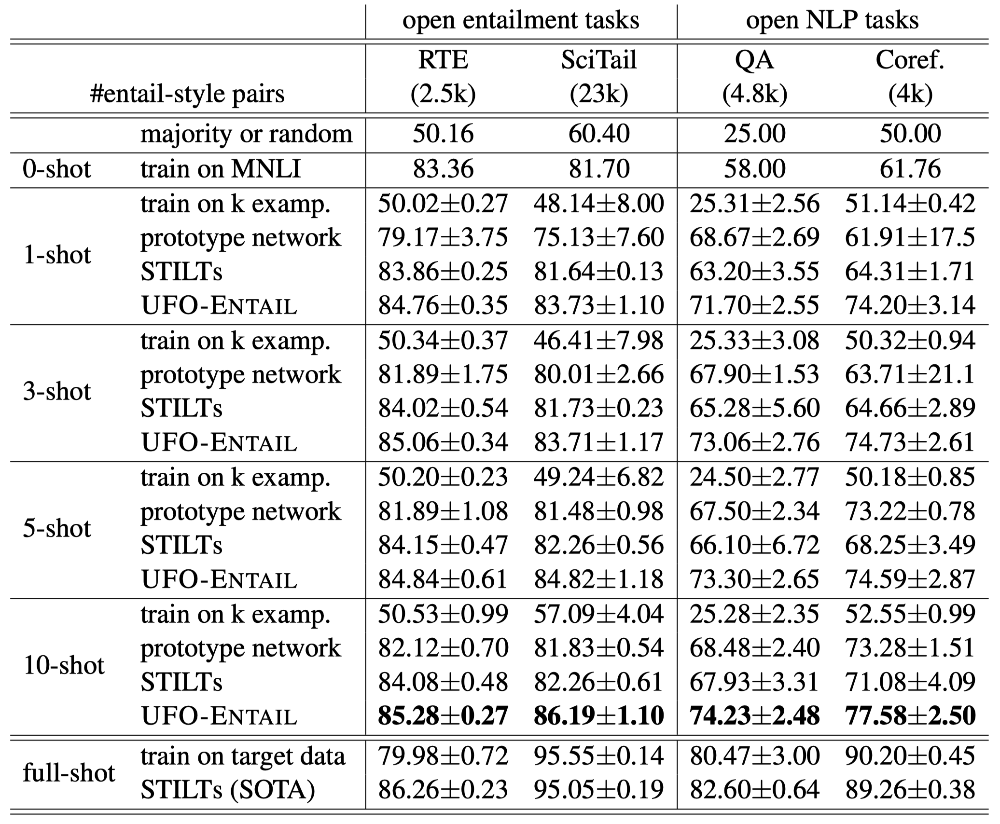 open entailment tasks open NLP tasks
RTE SciTail QA Coref.
#entail-style pairs (2.5k) (23k) (4.8k) (4k)
majority or random 50.16 60.40 25.00 50.00
0-shot train on MNLI 83.36 81.70 58.00 61.76
train on k examp. 50.02±0.27 48.14±8.00 25.31±2.56 51.14±0.42
prototype network 79.17±3.75 75.13±7.60 68.67±2.69 61.91±17.5
1-shot
STILTs 83.86±0.25 81.64±0.13 63.20±3.55 64.31±1.71
UFO-ENTAIL 84.76±0.35 83.73±1.10 71.70±2.55 74.20±3.14
train on k examp. 50.34±0.37 46.41±7.98 25.33±3.08 50.32±0.94
prototype network 81.89±1.75 80.01±2.66 67.90±1.53 63.71±21.1
3-shot
STILTs 84.02±0.54 81.73±0.23 65.28±5.60 64.66±2.89
UFO-ENTAIL 85.06±0.34 83.71±1.17 73.06±2.76 74.73±2.61
train on k examp. 50.20±0.23 49.24±6.82 24.50±2.77 50.18±0.85
prototype network 81.89±1.08 81.48±0.98 67.50±2.34 73.22±0.78
5-shot
STILTs 84.15±0.47 82.26±0.56 66.10±6.72 68.25±3.49
UFO-ENTAIL 84.84±0.61 84.82±1.18 73.30±2.65 74.59±2.87
train on k examp. 50.53±0.99 57.09±4.04 25.28±2.35 52.55±0.99
prototype network 82.12±0.70 81.83±0.54 68.48±2.40 73.28±1.51
10-shot
STILTs 84.08±0.48 82.26±0.61 67.93±3.31 71.08±4.09
UFO-ENTAIL 85.28±0.27 86.19±1.10 74.23±2.48 77.58±2.50
train on target data 79.98±0.72 95.55±0.14 80.47±3.00 90.20±0.45
full-shot
STILTs (SOTA) 86.26±0.23 95.05±0.19 82.60±0.64 89.26±0.38